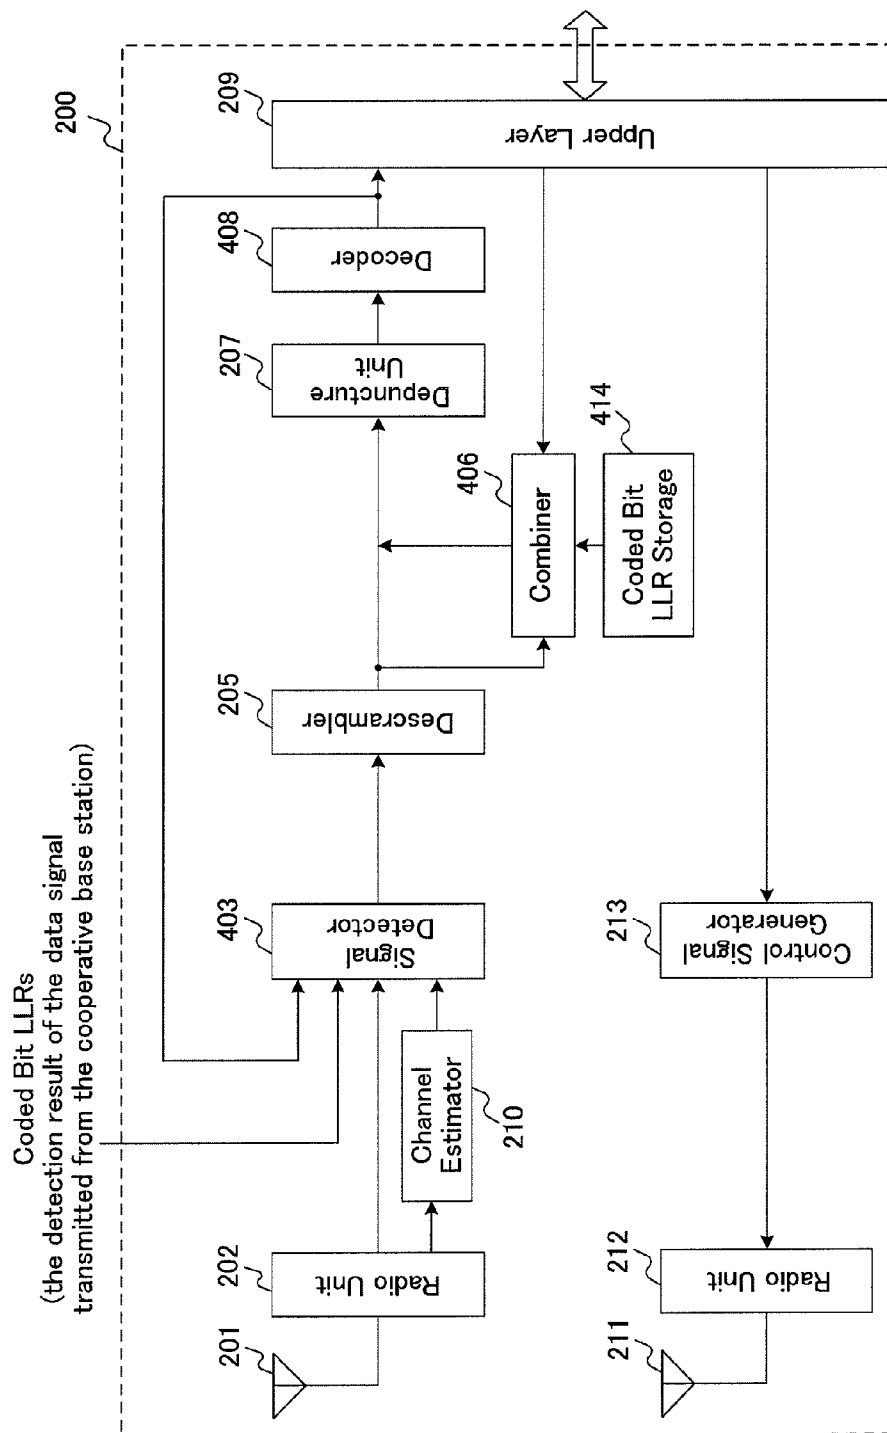 Coded Bit LLRs
(the detection result of the data signal
transmitted from the cooperative base station)
200
201
202
Radio Unit
Channel
Estimator
210
403
Signal
Detector
205
Descrambler
406
Combiner
414
Coded Bit
LLR Storage
207
Depuncture
Unit
408
Decoder
209
Upper Layer
211
212
Radio Unit
213
Control Signal
Generator